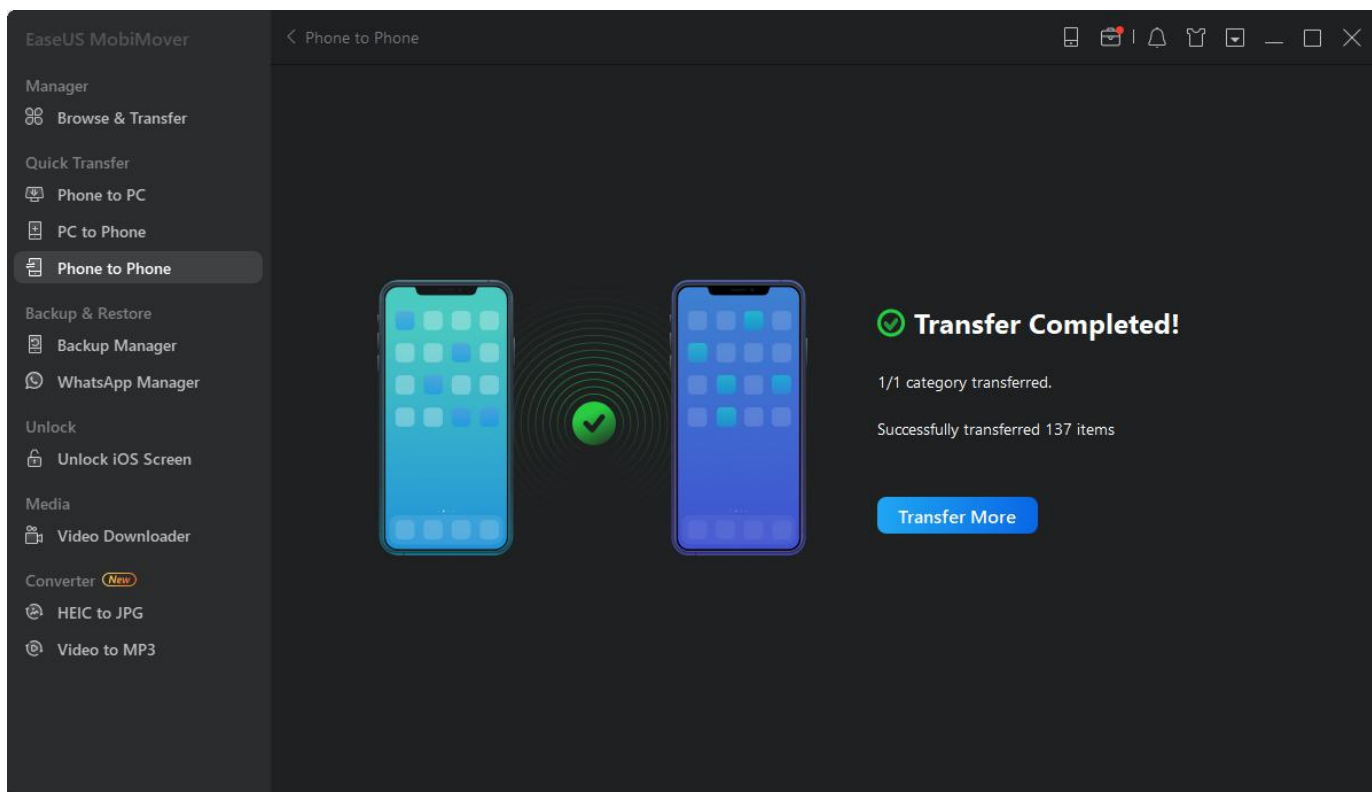 EaseUS MobiMover
Phone to Phone
Manager
Browse & Transfer
Quick Transfer
Phone to PC
PC to Phone
Phone to Phone
Backup & Restore
Backup Manager
WhatsApp Manager
Unlock
Unlock iOS Screen
Media
Video Downloader
Converter New
HEIC to JPG
Video to MP3
Transfer Completed!
1/1 category transferred.
Successfully transferred 137 items
Transfer More